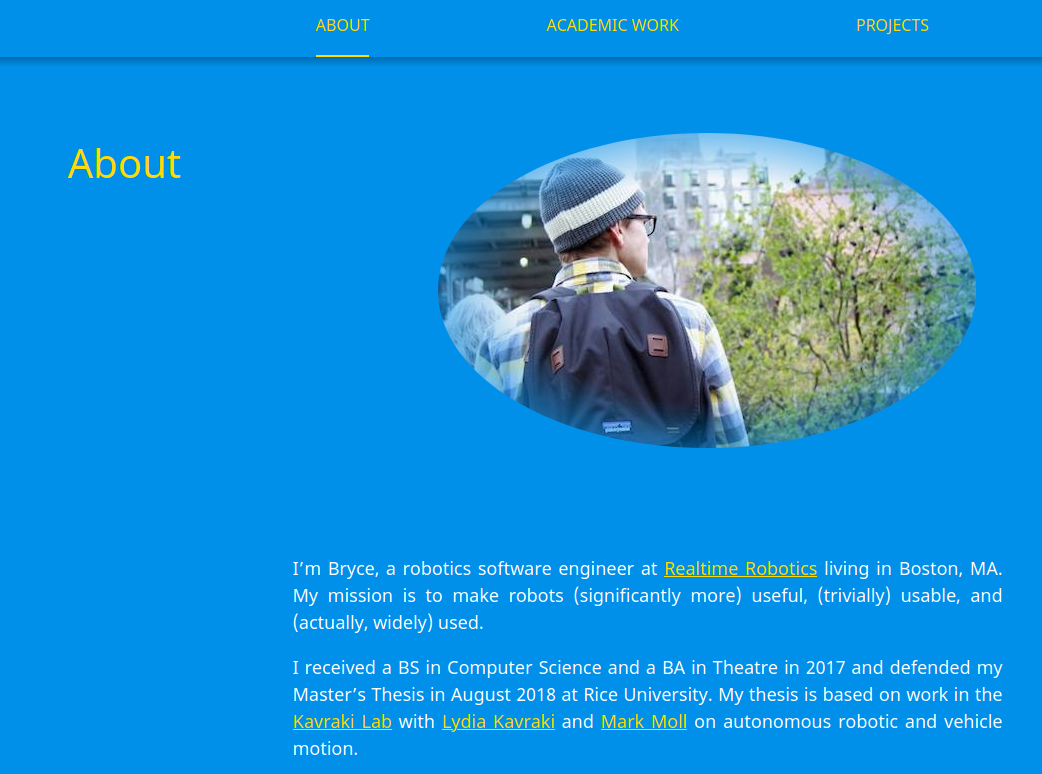 ABOUT
ACADEMIC WORK
PROJECTS
About
I’m Bryce, a robotics software engineer at Realtime Robotics living in Boston, MA.
My mission is to make robots (significantly more) useful, (trivially) usable, and
(actually, widely) used.
I received a BS in Computer Science and a BA in Theatre in 2017 and defended my
Master’s Thesis in August 2018 at Rice University. My thesis is based on work in the
Kavraki Lab with Lydia Kavraki and Mark Moll on autonomous robotic and vehicle
motion.